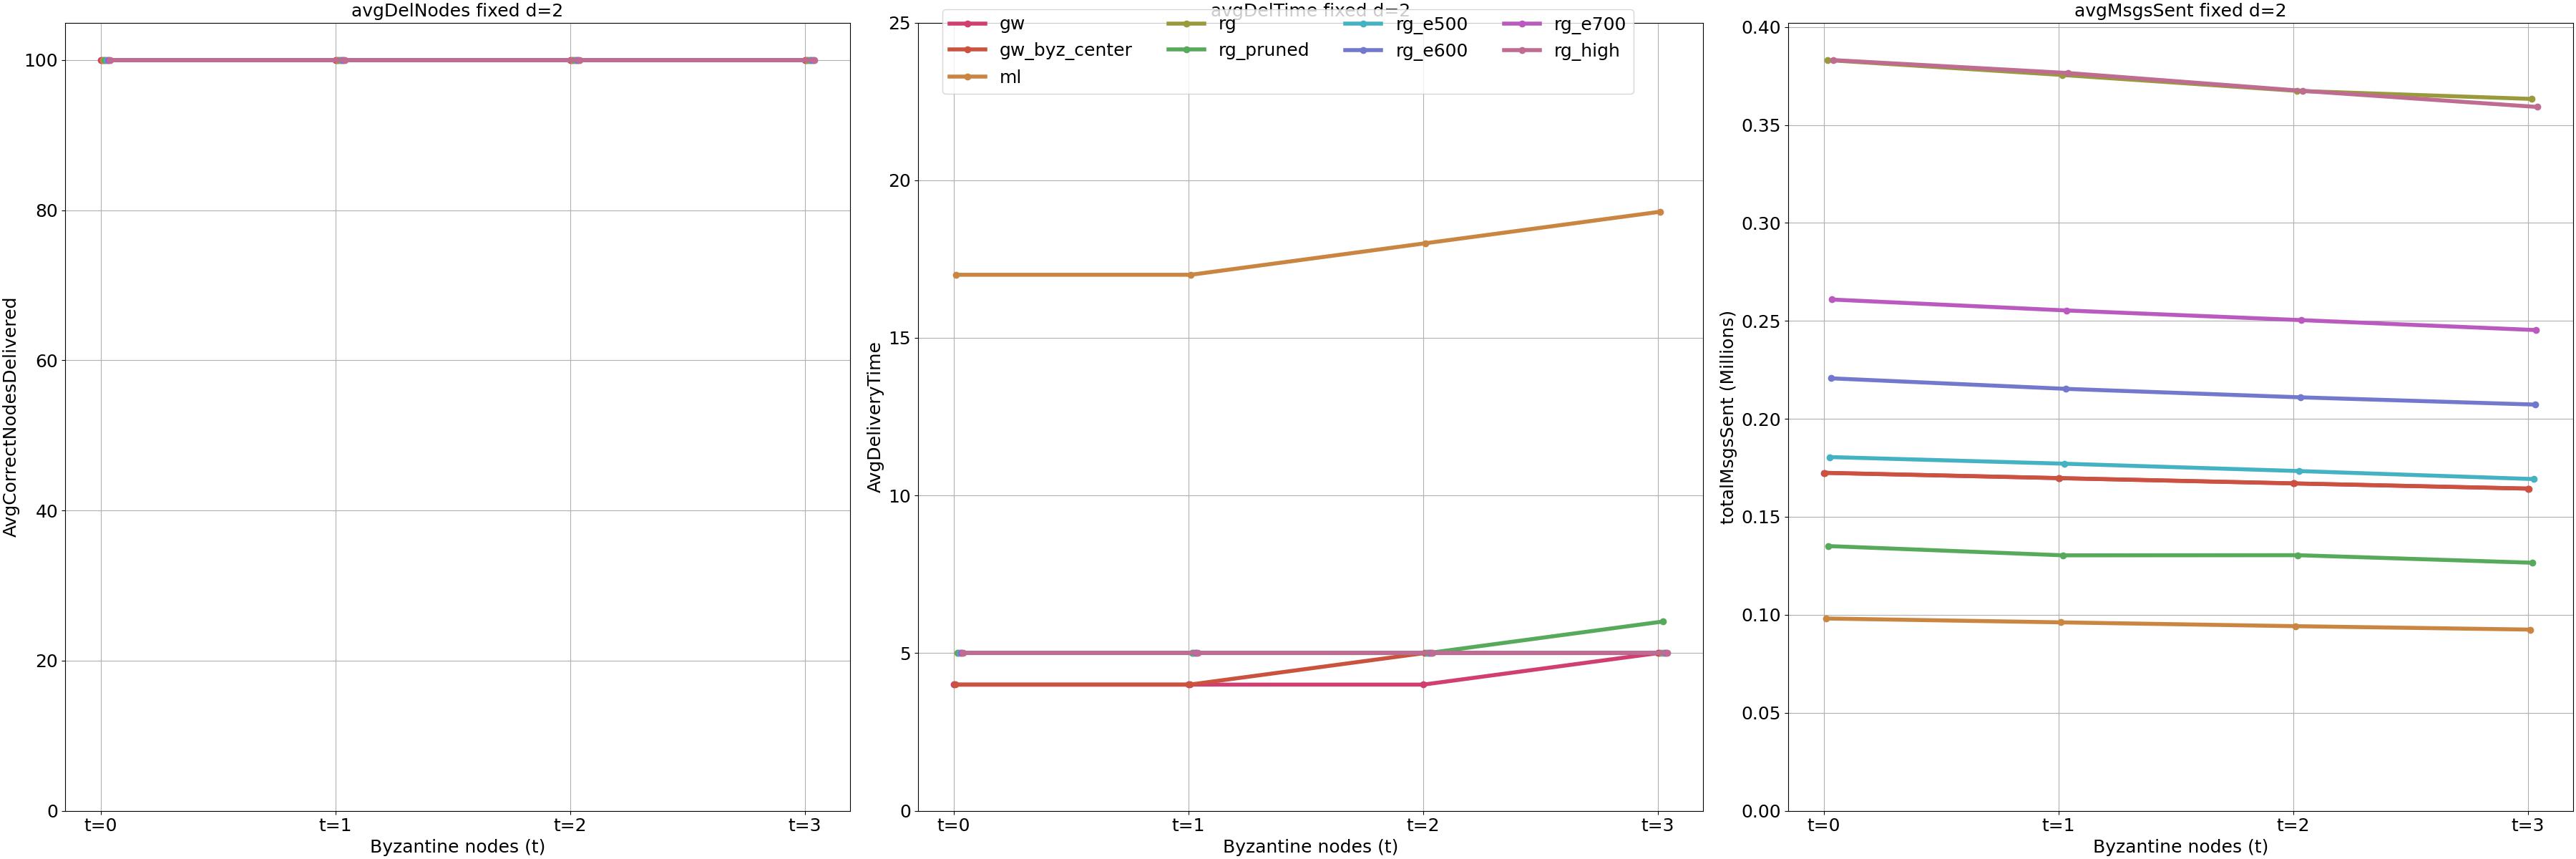 avgDelNodes fixed d=2
AvgCorrectNodesDelivered
100
80
60
40
20
0
t=0 t=1 t=2 t=3
Byzantine nodes (t)
avgDelTime fixed d=2
gw rg rg_e500 rg_e700
gw_byz_center rg_pruned rg_e600 rg_high
ml
AvgDeliveryTime
25
20
15
10
5
0
t=0 t=1 t=2 t=3
Byzantine nodes (t)
avgMsgsSent fixed d=2
totalMsgsSent (Millions)
0.40
0.35
0.30
0.25
0.20
0.15
0.10
0.05
0.00
t=0 t=1 t=2 t=3
Byzantine nodes (t)